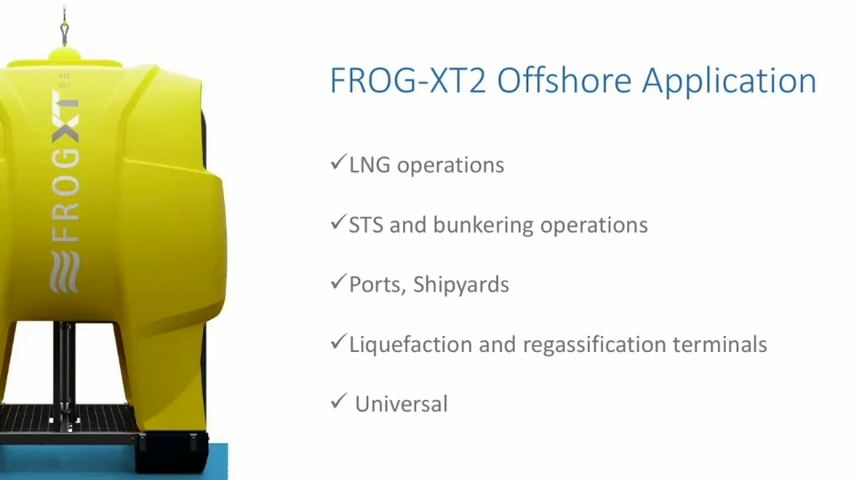 FROG-XT2 Offshore Application
✓LNG operations
✓STS and bunkering operations
✓Ports, Shipyards
✓Liquefaction and regassification terminals
✓ Universal
FROGXT